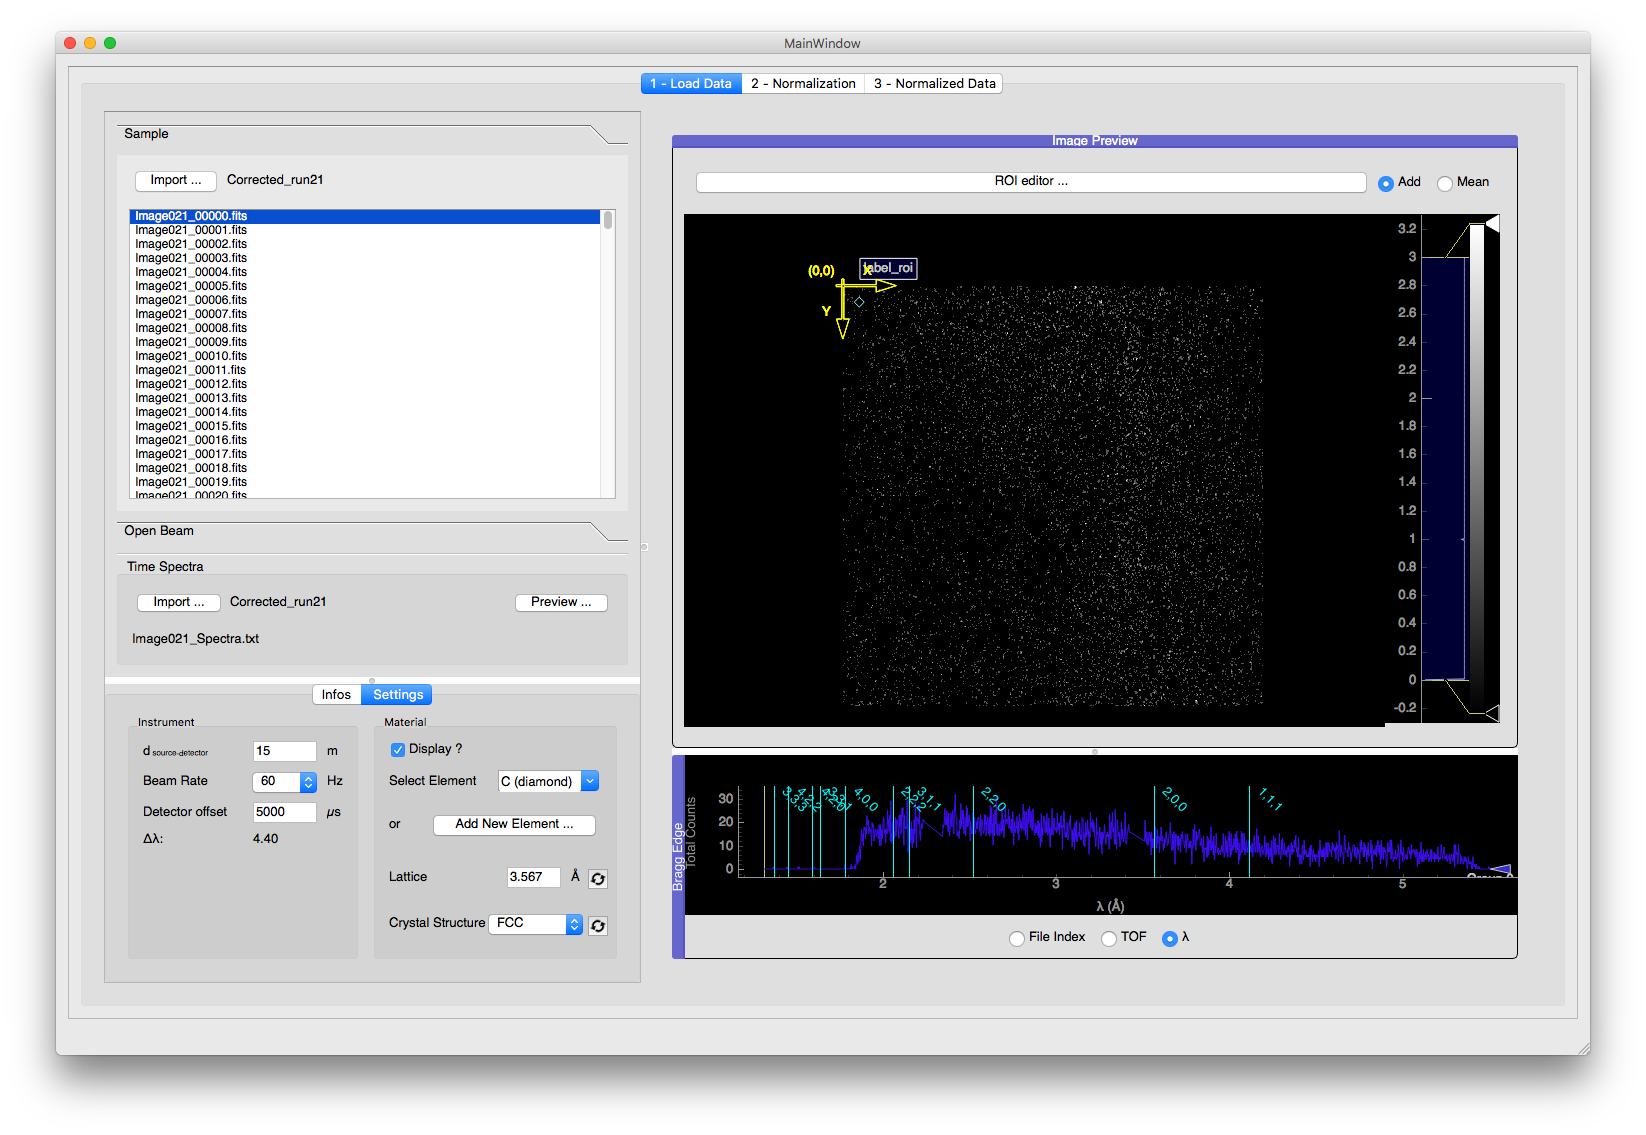 MainWindow
1 - Load Data
2 - Normalization
3 - Normalized Data
Sample
Import ...
Corrected_run21
Image021_00000.fits
Image021_00001.fits
Image021_00002.fits
Image021_00003.fits
Image021_00004.fits
Image021_00005.fits
Image021_00006.fits
Image021_00007.fits
Image021_00008.fits
Image021_00009.fits
Image021_00010.fits
Image021_00011.fits
Image021_00012.fits
Image021_00013.fits
Image021_00014.fits
Image021_00015.fits
Image021_00016.fits
Image021_00017.fits
Image021_00018.fits
Image021_00019.fits
Image021_00020.fits
Open Beam
Time Spectra
Import ...
Corrected_run21
Preview ...
Image021_Spectra.txt
Infos
Settings
Instrument
d source-detector
15
m
Beam Rate
60
Hz
Detector offset
5000
µs
Δλ:
4.40
Material
Display ?
Select Element
C (diamond)
or
Add New Element ...
Lattice
3.567
Å
Crystal Structure
FCC
Image Preview
ROI editor ...
Add
Mean
(0,0)
X
label_roi
Y
3.2
3
2.8
2.6
2.4
2.2
2
1.8
1.6
1.4
1.2
1
0.8
0.6
0.4
0.2
0
-0.2
Bragg Edge
Total Counts
30
20
10
0
3,3,3
4,2,2
4,2,0
3,3,1
4,0,0
2,2,2
3,1,1
2,2,0
2,0,0
1,1,1
2
3
4
5
λ (Å)
File Index
TOF
λ